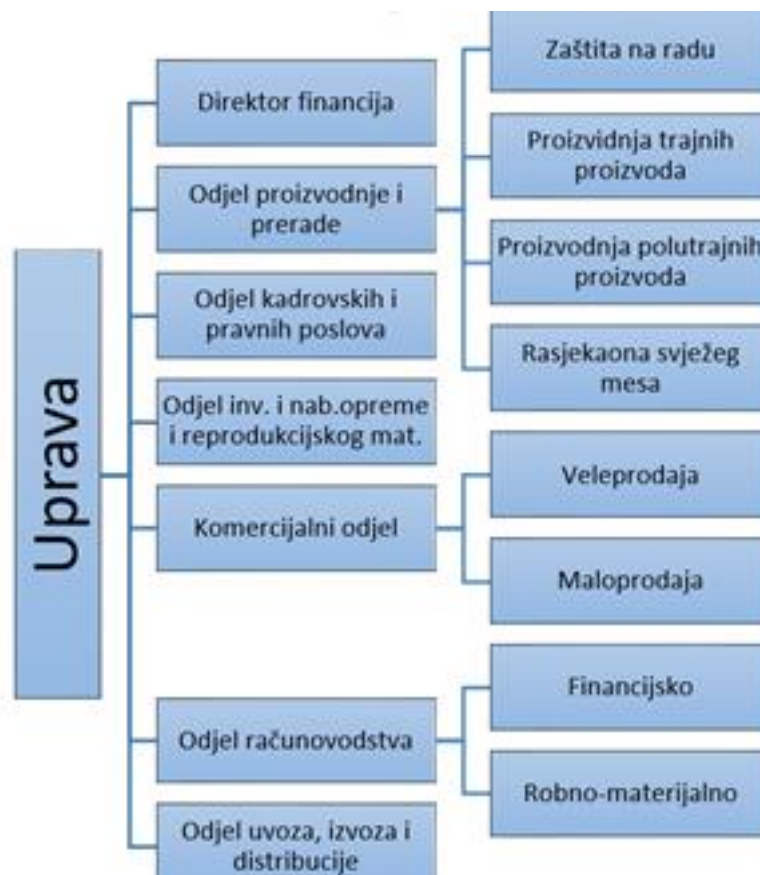 Uprava
Direktor financija
Odjel proizvodnje i
prerade
Zaštita na radu
Proizvidnja trajnih
proizvoda
Proizvodnja polutrajnih
proizvoda
Rasjekaona svježeg
mesa
Odjel kadrovskih i
pravnih poslova
Odjel inv. i nab.opreme
i reprodukcijskog mat.
Komercijalni odjel
Veleprodaja
Maloprodaja
Odjel računovodstva
Financijsko
Robno-materijalno
Odjel uvoza, izvoza i
distribucije